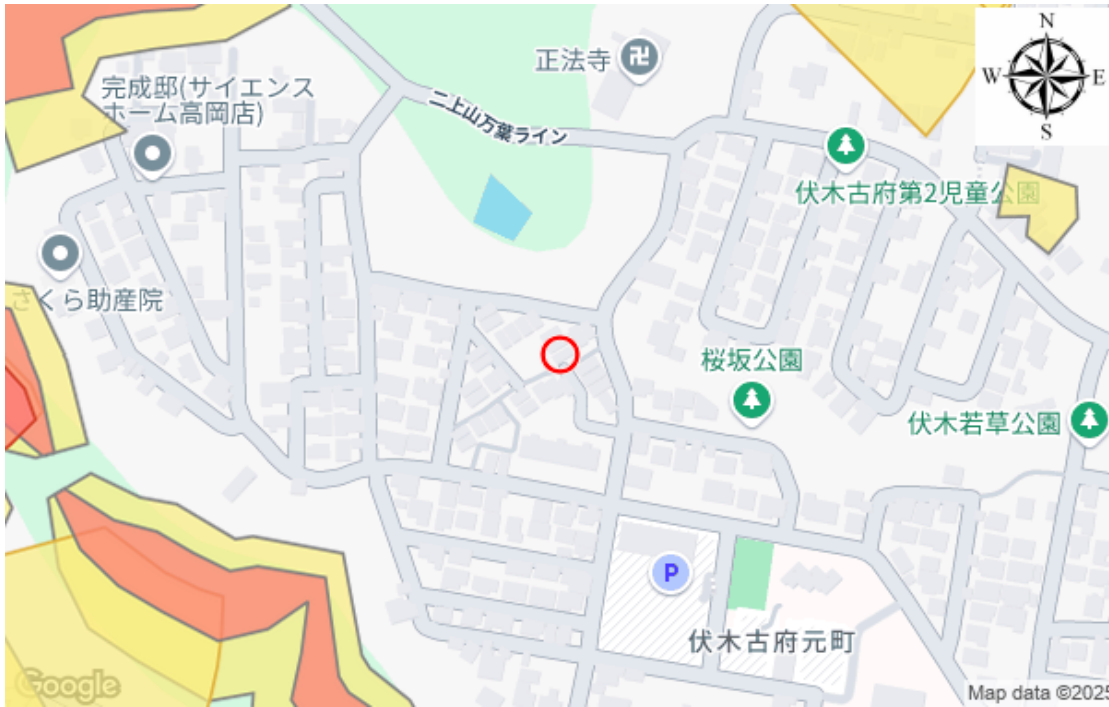 N
W
E
S
正法寺
完成邸(サイエンス
ホーム高岡店)
二上山万葉ライン
伏木古府第2児童公園
さくら助産院
桜坂公園
伏木若草公園
P
伏木古府元町
Google
Map data ©2025